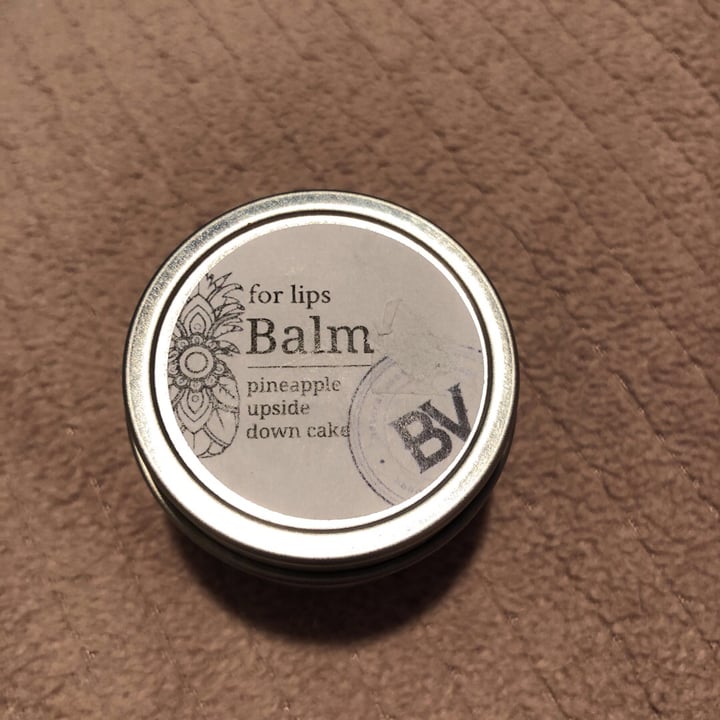 for lips
Balm
pineapple
upside
down cake
BV